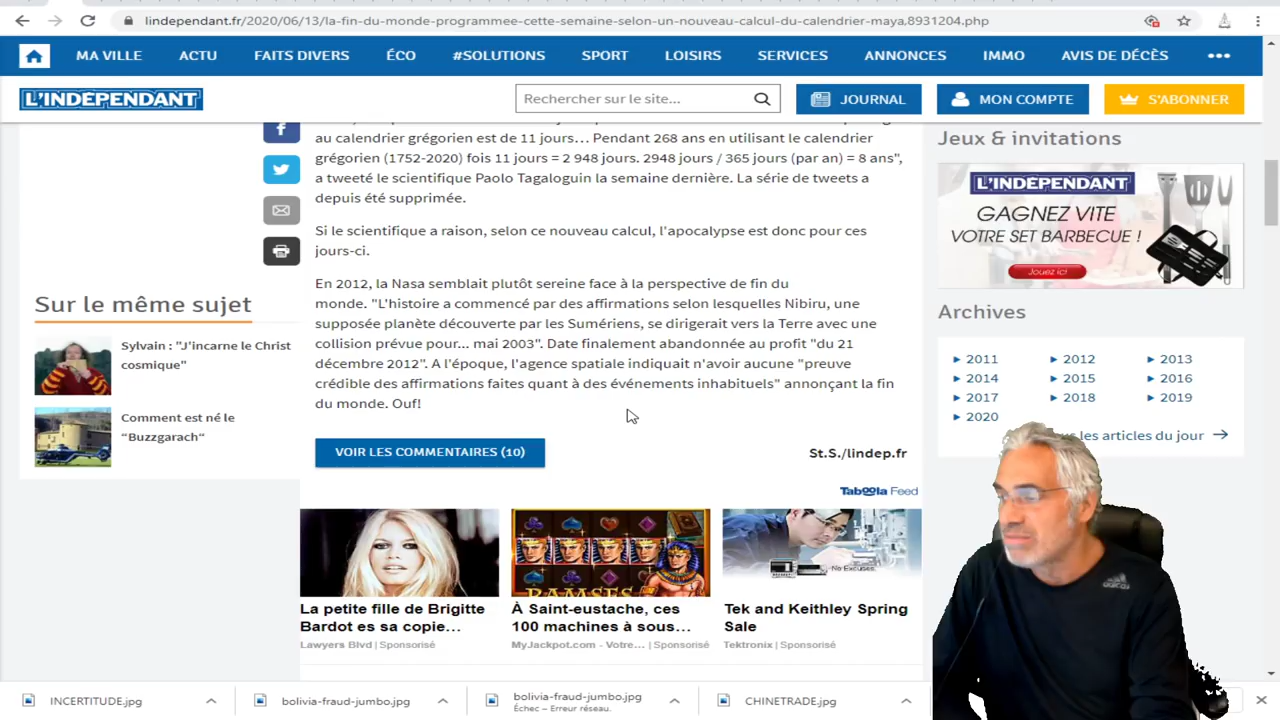 lindependant.fr/2020/06/13/la-fin-du-monde-programmee-cette-semaine-selon-un-nouveau-calcul-du-calendrier-maya,8931204.php
MA VILLE ACTU FAITS DIVERS ÉCO #SOLUTIONS SPORT LOISIRS SERVICES ANNONCES IMMO AVIS DE DÉCÈS
L'INDÉPENDANT Rechercher sur le site... JOURNAL MON COMPTE S'ABONNER
au calendrier grégorien est de 11 jours… Pendant 268 ans en utilisant le calendrier
grégorien (1752-2020) fois 11 jours = 2 948 jours. 2948 jours / 365 jours (par an) = 8 ans",
a tweeté le scientifique Paolo Tagaloguin la semaine dernière. La série de tweets a
depuis été supprimée.
Si le scientifique a raison, selon ce nouveau calcul, l'apocalypse est donc pour ces
jours-ci.
En 2012, la Nasa semblait plutôt sereine face à la perspective de fin du
monde. "L'histoire a commencé par des affirmations selon lesquelles Nibiru, une
supposée planète découverte par les Sumériens, se dirigerait vers la Terre avec une
collision prévue pour... mai 2003". Date finalement abandonnée au profit "du 21
décembre 2012". A l'époque, l'agence spatiale indiquait n'avoir aucune "preuve
crédible des affirmations faites quant à des événements inhabituels" annonçant la fin
du monde. Ouf!
VOIR LES COMMENTAIRES (10)
St.S./lindep.fr
Sur le même sujet
Sylvain : "J'incarne le Christ
cosmique"
Comment est né le
“Buzzgarach“
Jeux & invitations
L'INDÉPENDANT
GAGNEZ VITE
VOTRE SET BARBECUE !
Jouez ici!
Archives
2011 2012 2013
2014 2015 2016
2017 2018 2019
2020
les articles du jour
Taboola Feed
RAMSES
No Excuses.
La petite fille de Brigitte
Bardot es sa copie…
Lawyers Blvd | Sponsorisé
À Saint-eustache, ces
100 machines à sous…
MyJackpot.com - Votre… | Sponsorisé
Tek and Keithley Spring
Sale
Tektronix | Sponsorisé
INCERTITUDE.jpg
bolivia-fraud-jumbo.jpg
bolivia-fraud-jumbo.jpg
Échec – Erreur réseau.
CHINETRADE.jpg
adidas